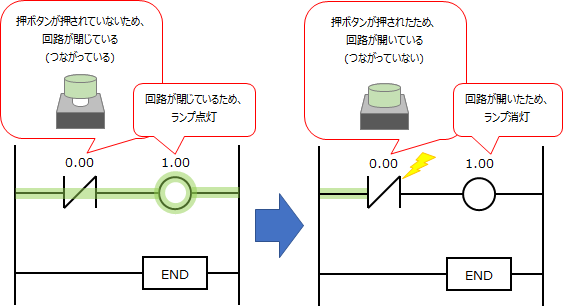 押ボタンが押されていないため、
回路が閉じている
(つながっている)
回路が閉じているため、
ランプ点灯
0.00
1.00
END
押ボタンが押されたため、
回路が開いている
(つながっていない)
回路が開いたため、
ランプ消灯
0.00
1.00
END